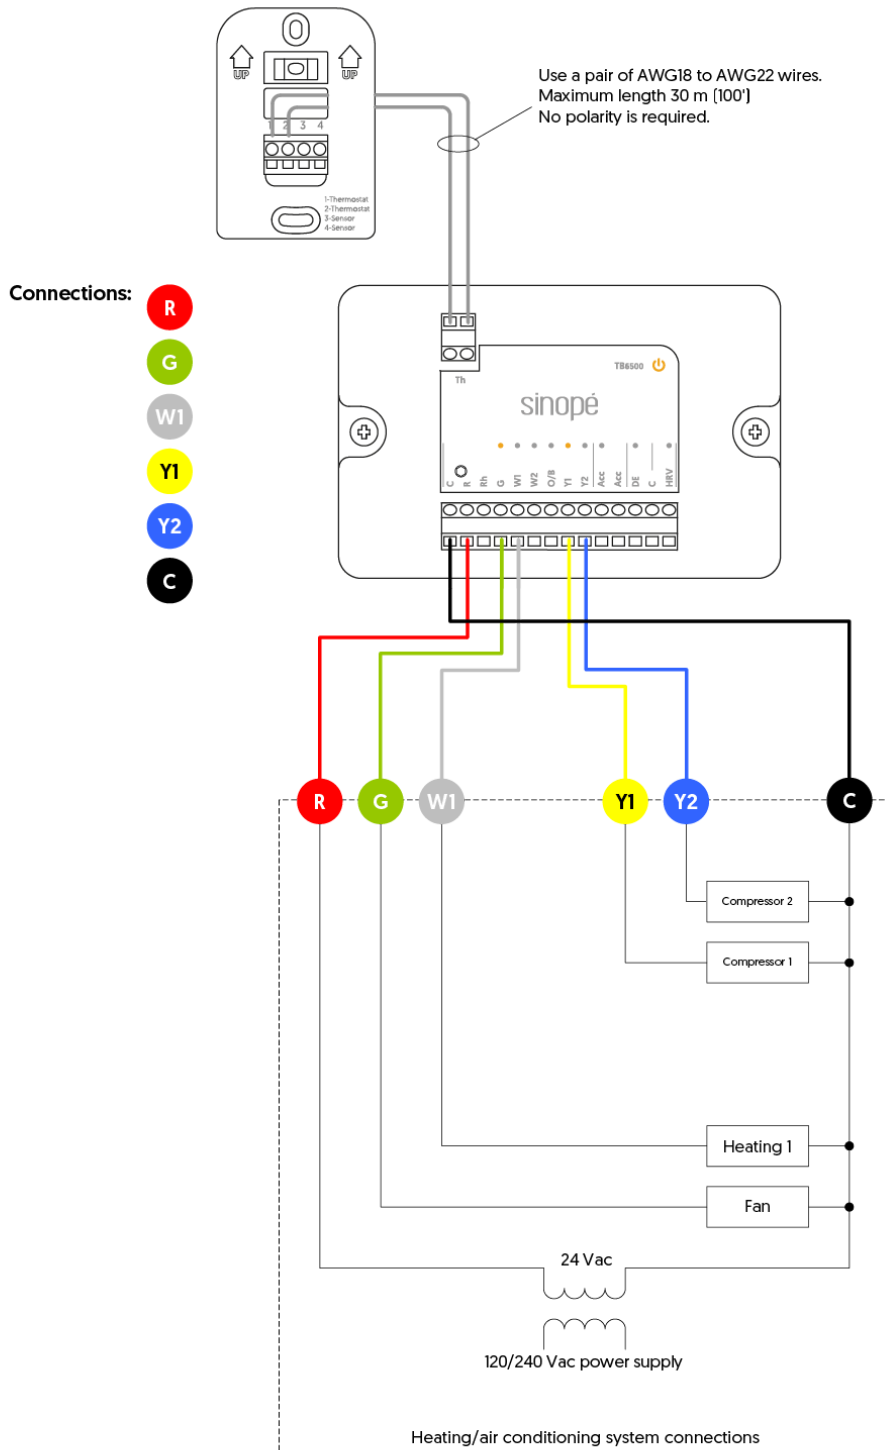 UP
UP
1 2 3 4
1-Thermostat
2-Thermostat
3-Sensor
4-Sensor
Use a pair of AWG18 to AWG22 wires.
Maximum length 30 m (100')
No polarity is required.
Connections:
R
G
W1
Y1
Y2
C
Th
TB6500
sinopé
C
R
Rh
G
W1
W2
O/B
Y1
Y2
Acc
Acc
DE
C
HRV
R
G
W1
Y1
Y2
C
Compressor 2
Compressor 1
Heating 1
Fan
24 Vac
120/240 Vac power supply
Heating/air conditioning system connections